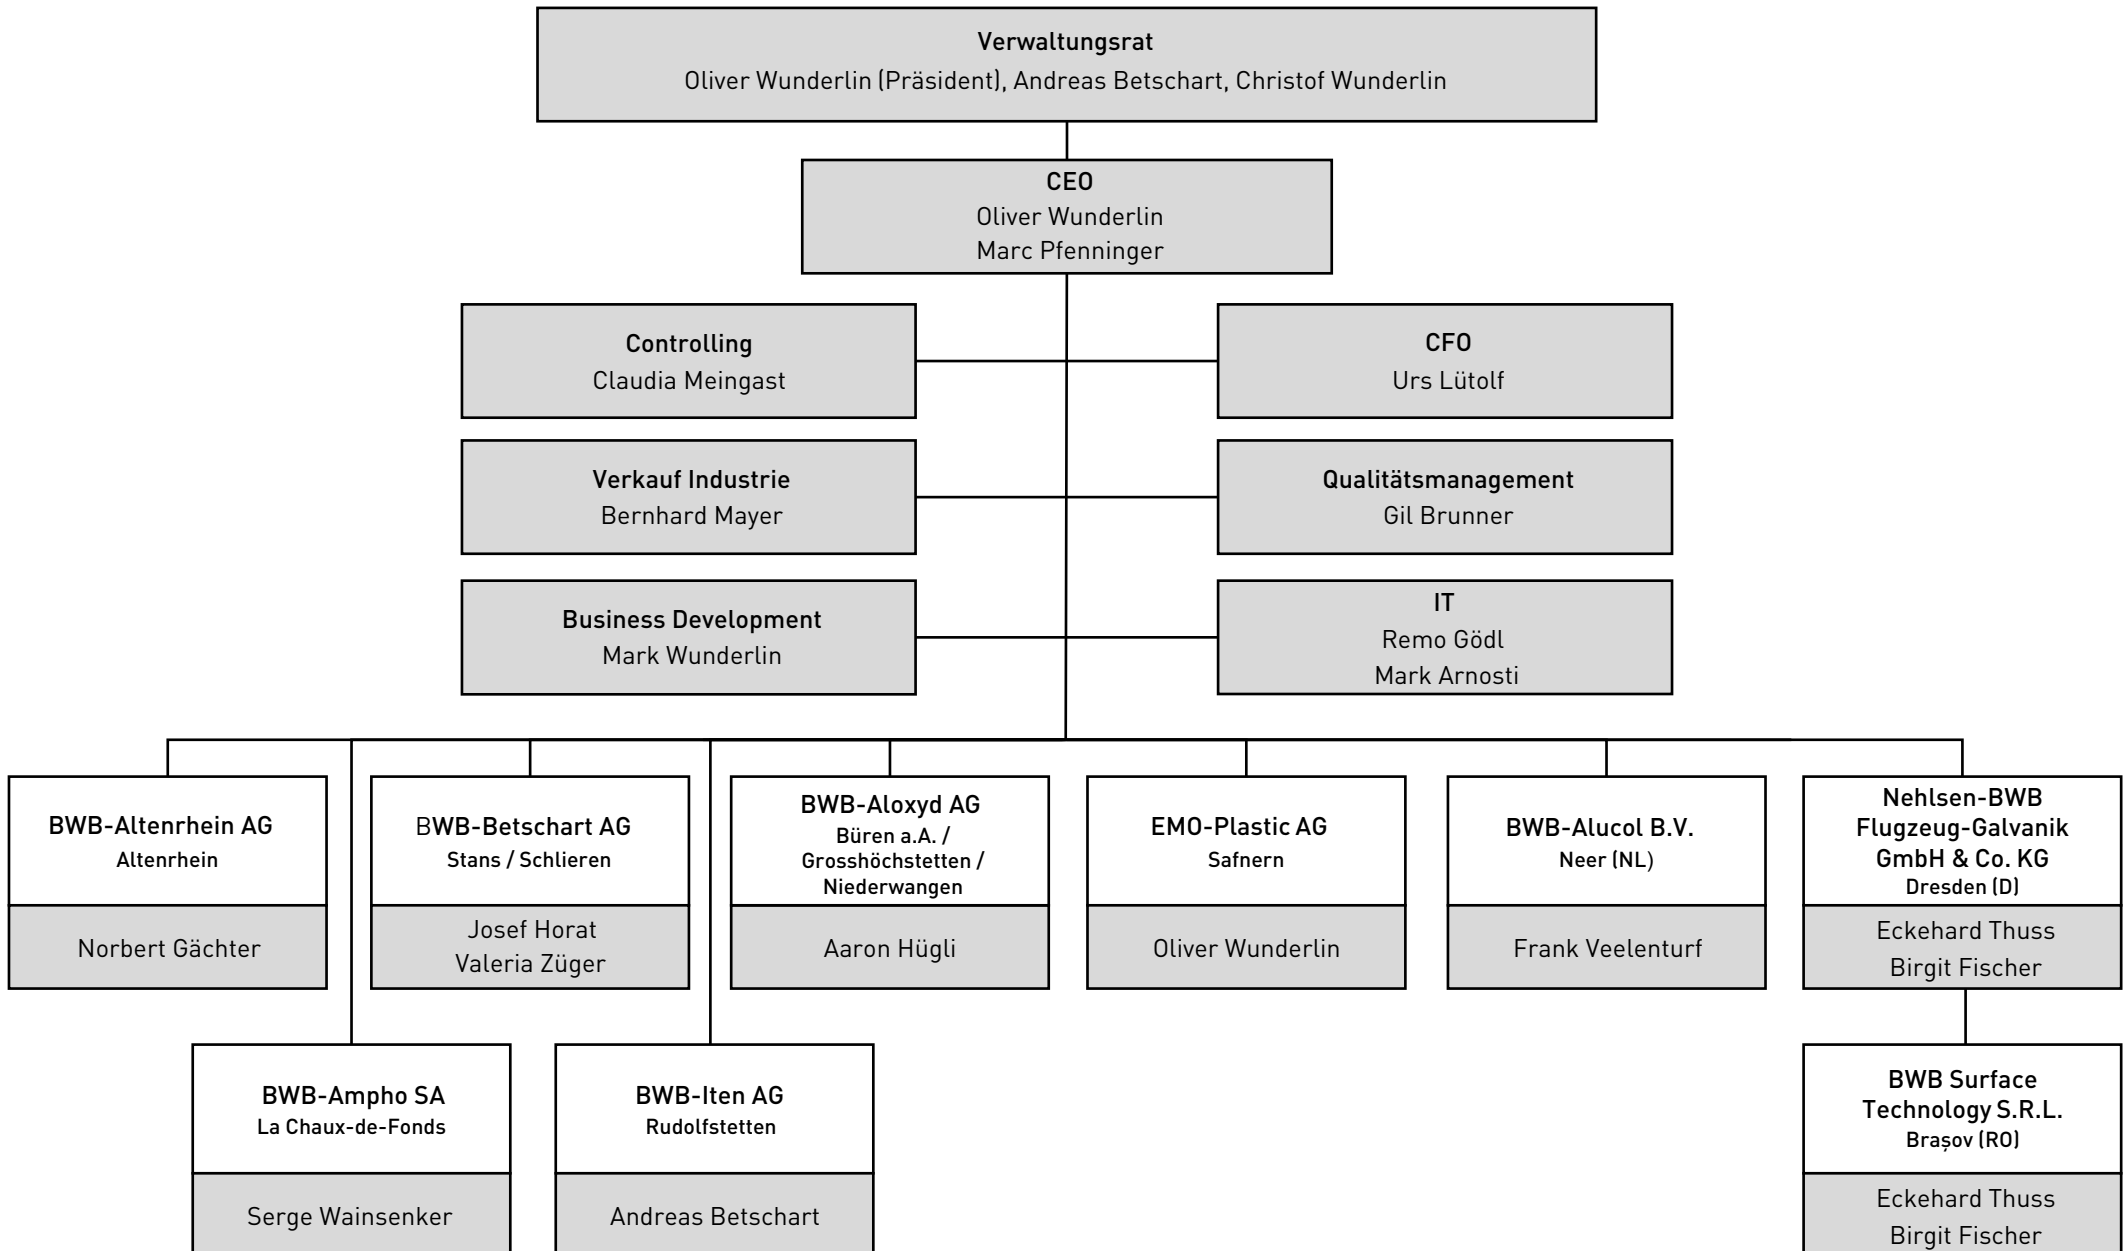 Verwaltungsrat
Oliver Wunderlin (Präsident), Andreas Betschart, Christof Wunderlin
CEO
Oliver Wunderlin
Marc Pfenninger
Controlling
Claudia Meingast
CFO
Urs Lütolf
Verkauf Industrie
Bernhard Mayer
Qualitätsmanagement
Gil Brunner
Business Development
Mark Wunderlin
IT
Remo Gödl
Mark Arnosti
BWB-Altenrhein AG
Altenrhein
Norbert Gächter
BWB-Betschart AG
Stans / Schlieren
Josef Horat
Valeria Züger
BWB-Aloxyd AG
Büren a.A. /
Grosshöchstetten /
Niederwangen
Aaron Hügli
EMO-Plastic AG
Safnern
Oliver Wunderlin
BWB-Alucol B.V.
Neer (NL)
Frank Veelenturf
Nehlsen-BWB
Flugzeug-Galvanik
GmbH & Co. KG
Dresden (D)
Eckehard Thuss
Birgit Fischer
BWB-Ampho SA
La Chaux-de-Fonds
Serge Wainsenker
BWB-Iten AG
Rudolfstetten
Andreas Betschart
BWB Surface
Technology S.R.L.
Brașov (RO)
Eckehard Thuss
Birgit Fischer